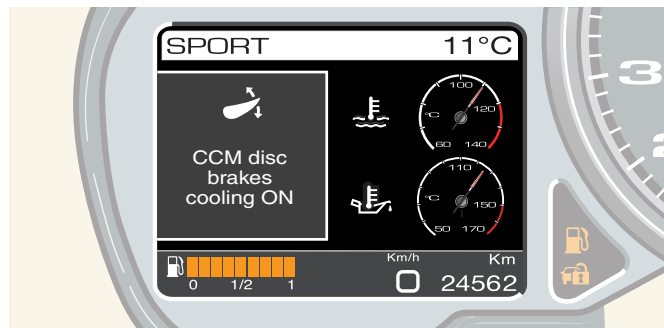 SPORT 11°C
CCM disc
brakes
cooling ON
100
120
°C
60 140
110
150
°C
50 170
0 1/2 1
Km/h
0
Km
24562
3
2